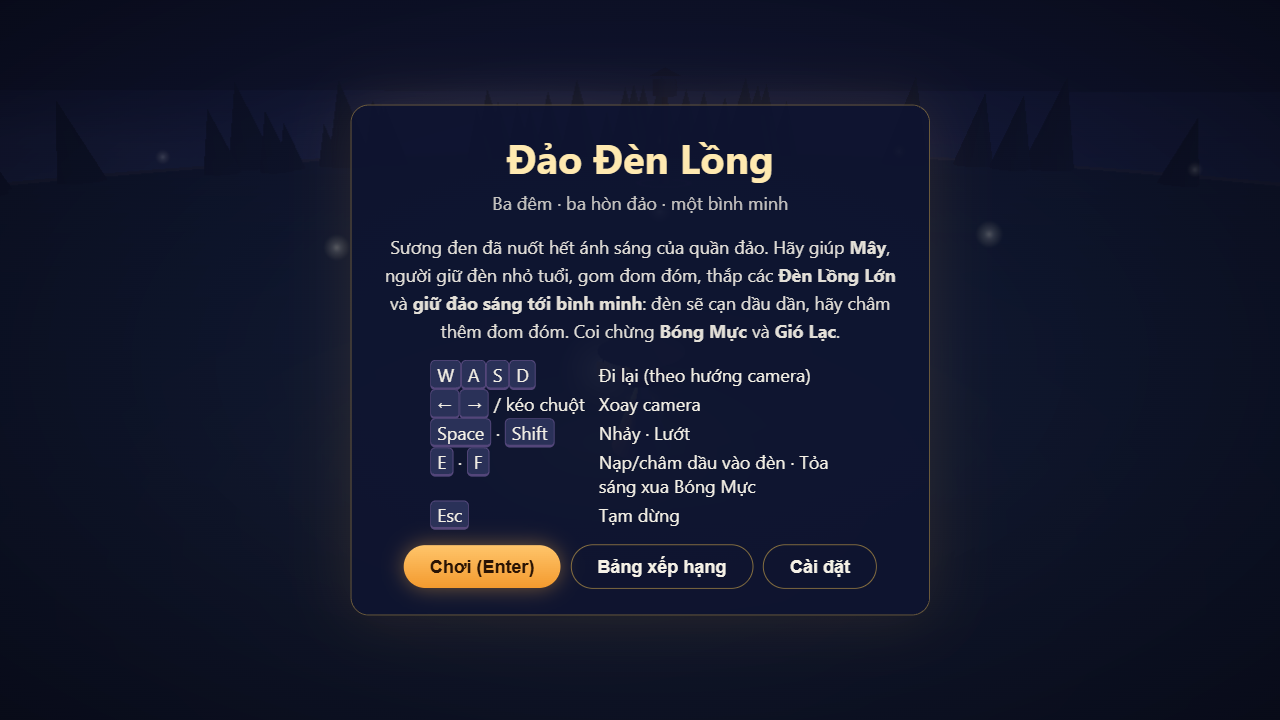 Đảo Đèn Lồng
Ba đêm · ba hòn đảo · một bình minh
Sương đen đã nuốt hết ánh sáng của quần đảo. Hãy giúp Mây,
người giữ đèn nhỏ tuổi, gom đom đóm, thắp các Đèn Lồng Lớn
và giữ đảo sáng tới bình minh: đèn sẽ cạn dầu dần, hãy châm
thêm đom đóm. Coi chừng Bóng Mực và Gió Lạc.
W A S D Đi lại (theo hướng camera)
← → / kéo chuột Xoay camera
Space · Shift Nhảy · Lướt
E · F Nạp/châm dầu vào đèn · Tỏa
sáng xua Bóng Mực
Esc Tạm dừng
Chơi (Enter) Bảng xếp hạng Cài đặt